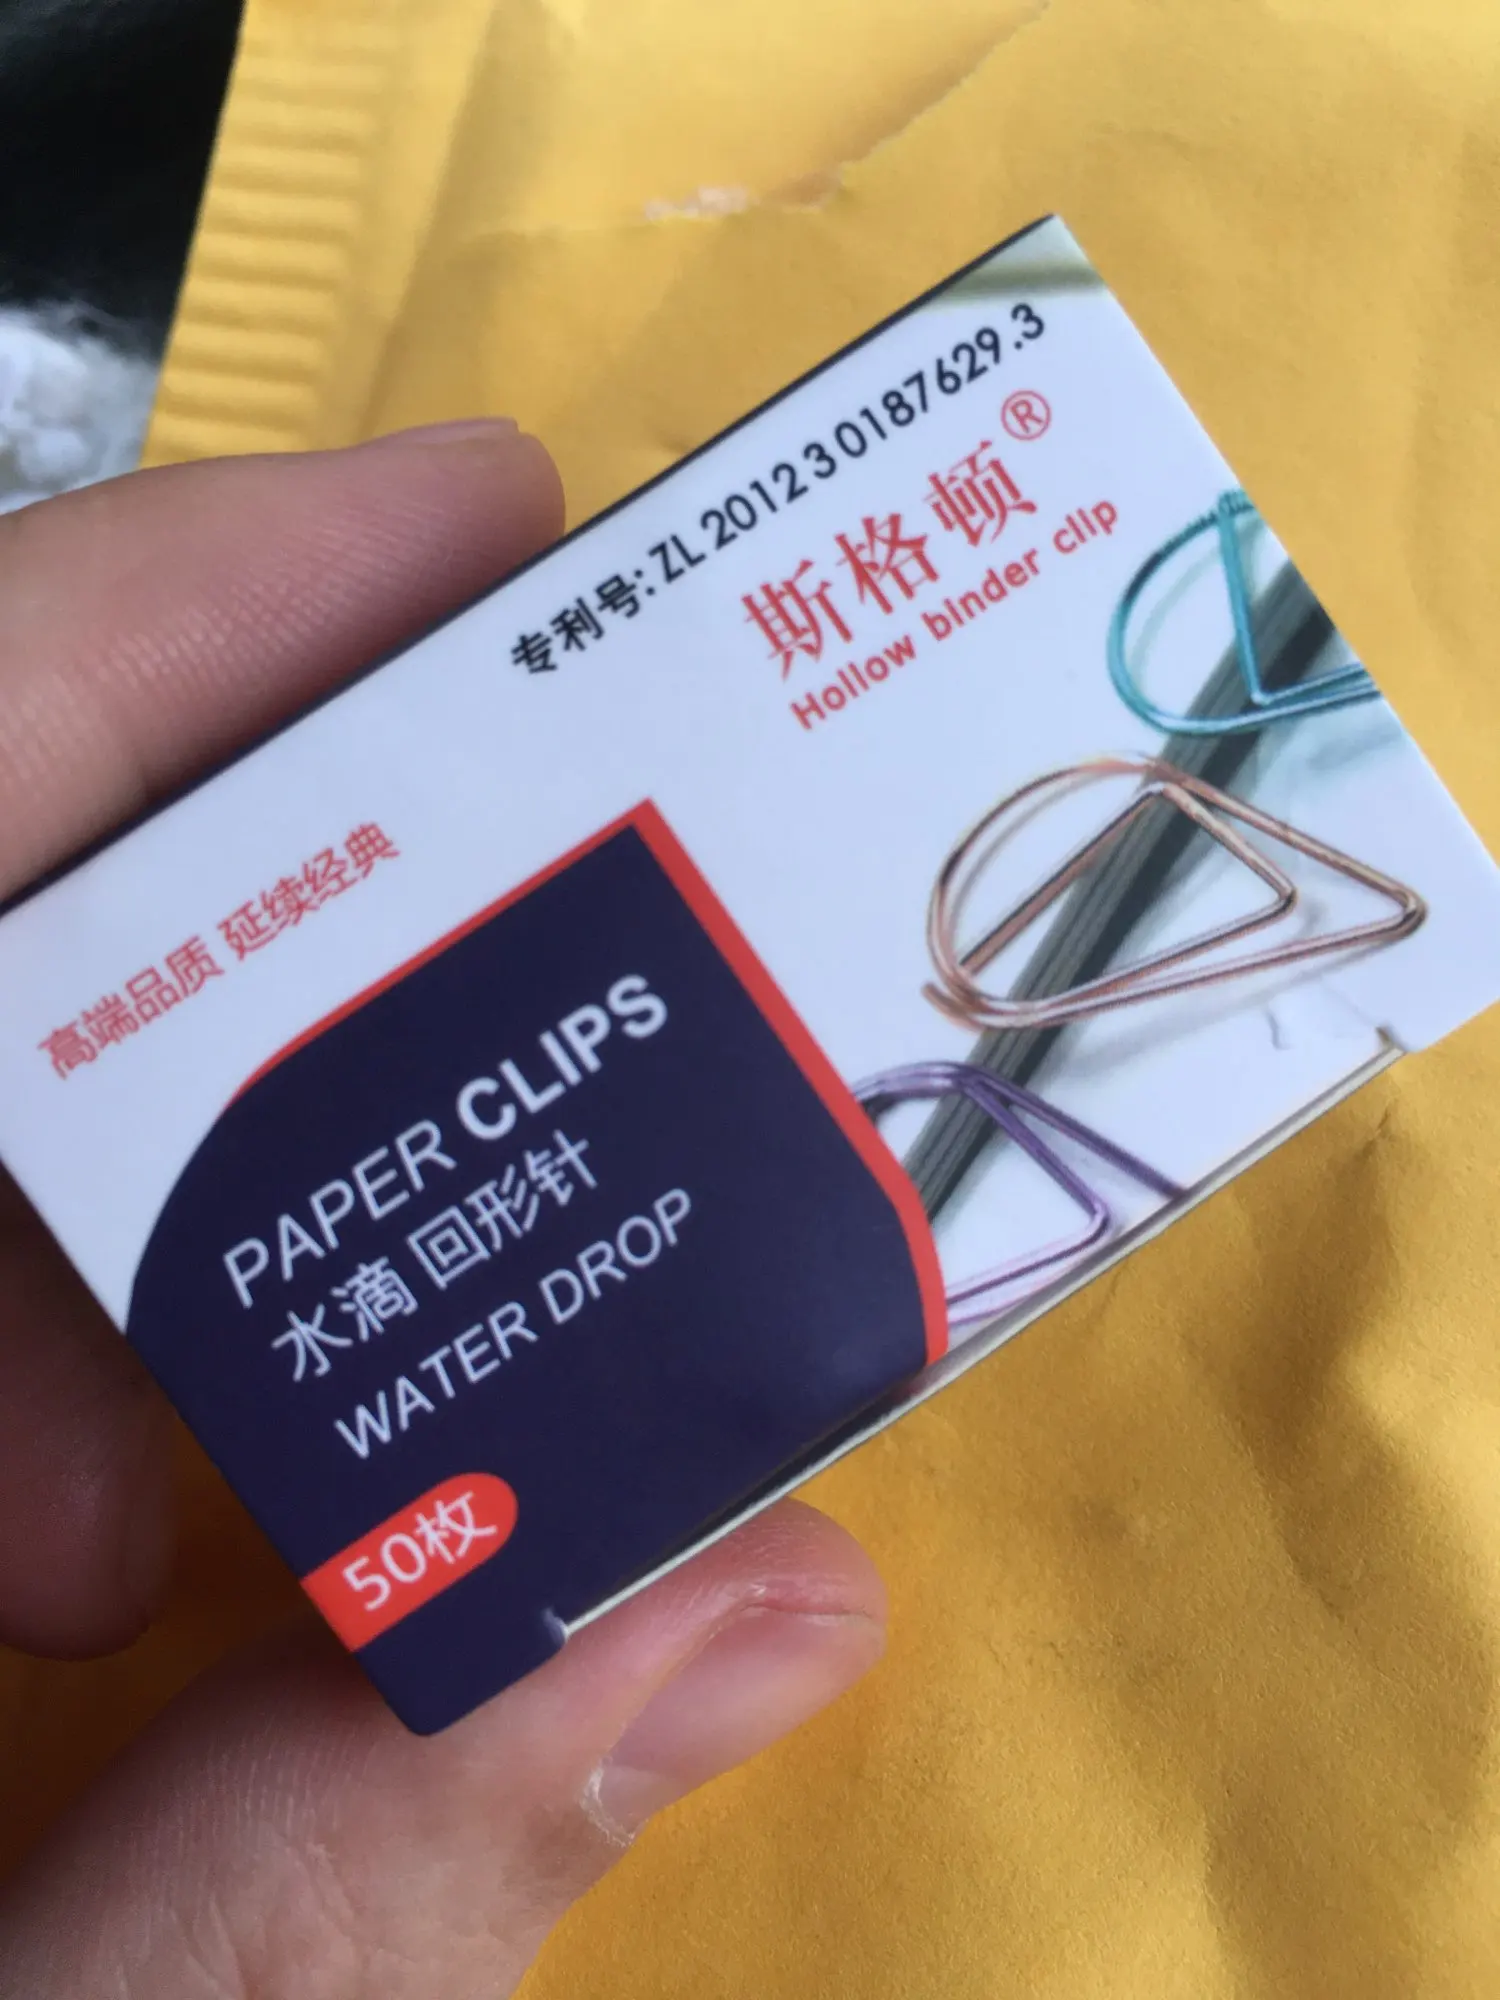 专利号: ZL 2012 3 0187629.3
斯格顿®
Hollow binder clip
高端品质 延续经典
PAPER CLIPS
水滴 回形针
WATER DROP
50枚